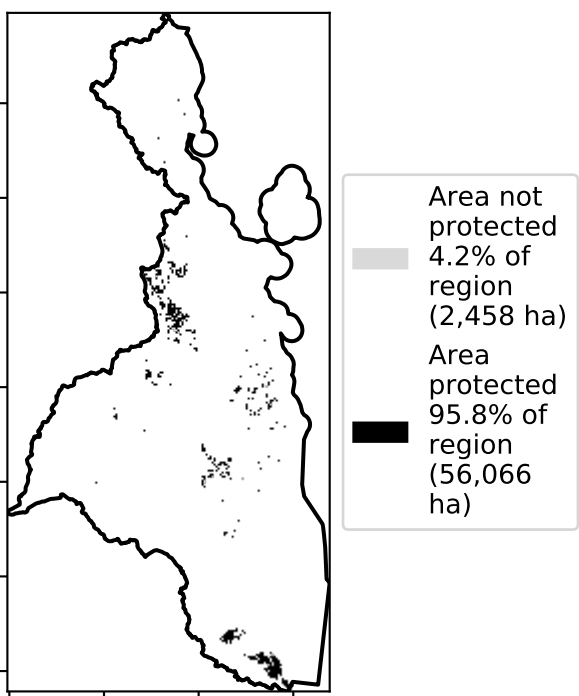 Area not
protected
4.2% of
region
(2,458 ha)
Area
protected
95.8% of
region
(56,066
ha)